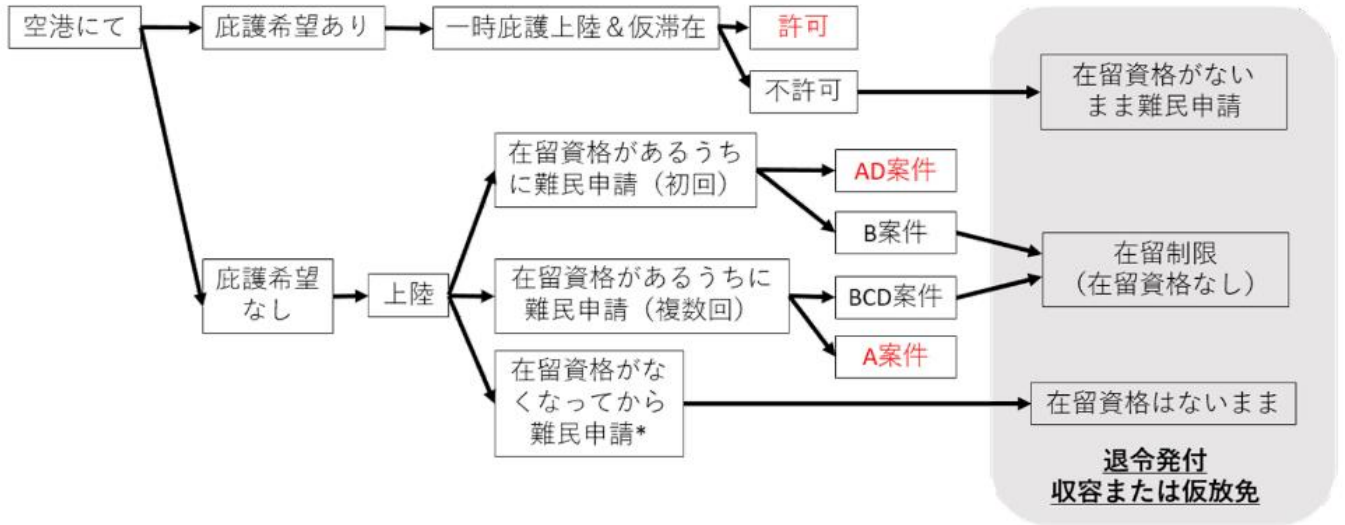 空港にて
庇護希望あり
一時庇護上陸＆仮滞在
許可
不許可
在留資格がない
まま難民申請
在留資格があるうち
に難民申請（初回）
AD案件
B案件
在留制限
（在留資格なし）
庇護希望
なし
上陸
在留資格があるうちに
難民申請（複数回）
BCD案件
A案件
在留資格がな
くなってから
難民申請*
在留資格はないまま
退令発付
収容または仮放免